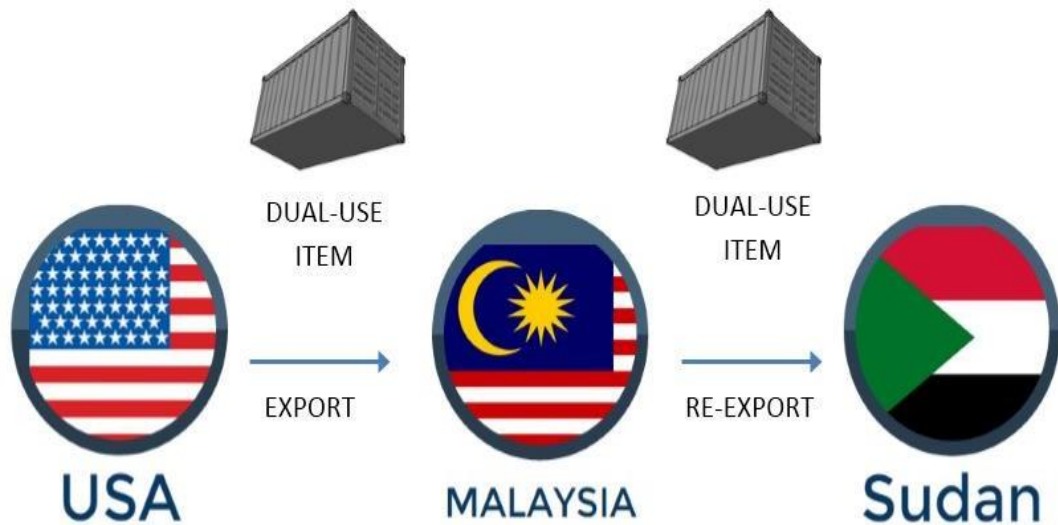 DUAL-USE
ITEM
DUAL-USE
ITEM
EXPORT
RE-EXPORT
USA
MALAYSIA
Sudan